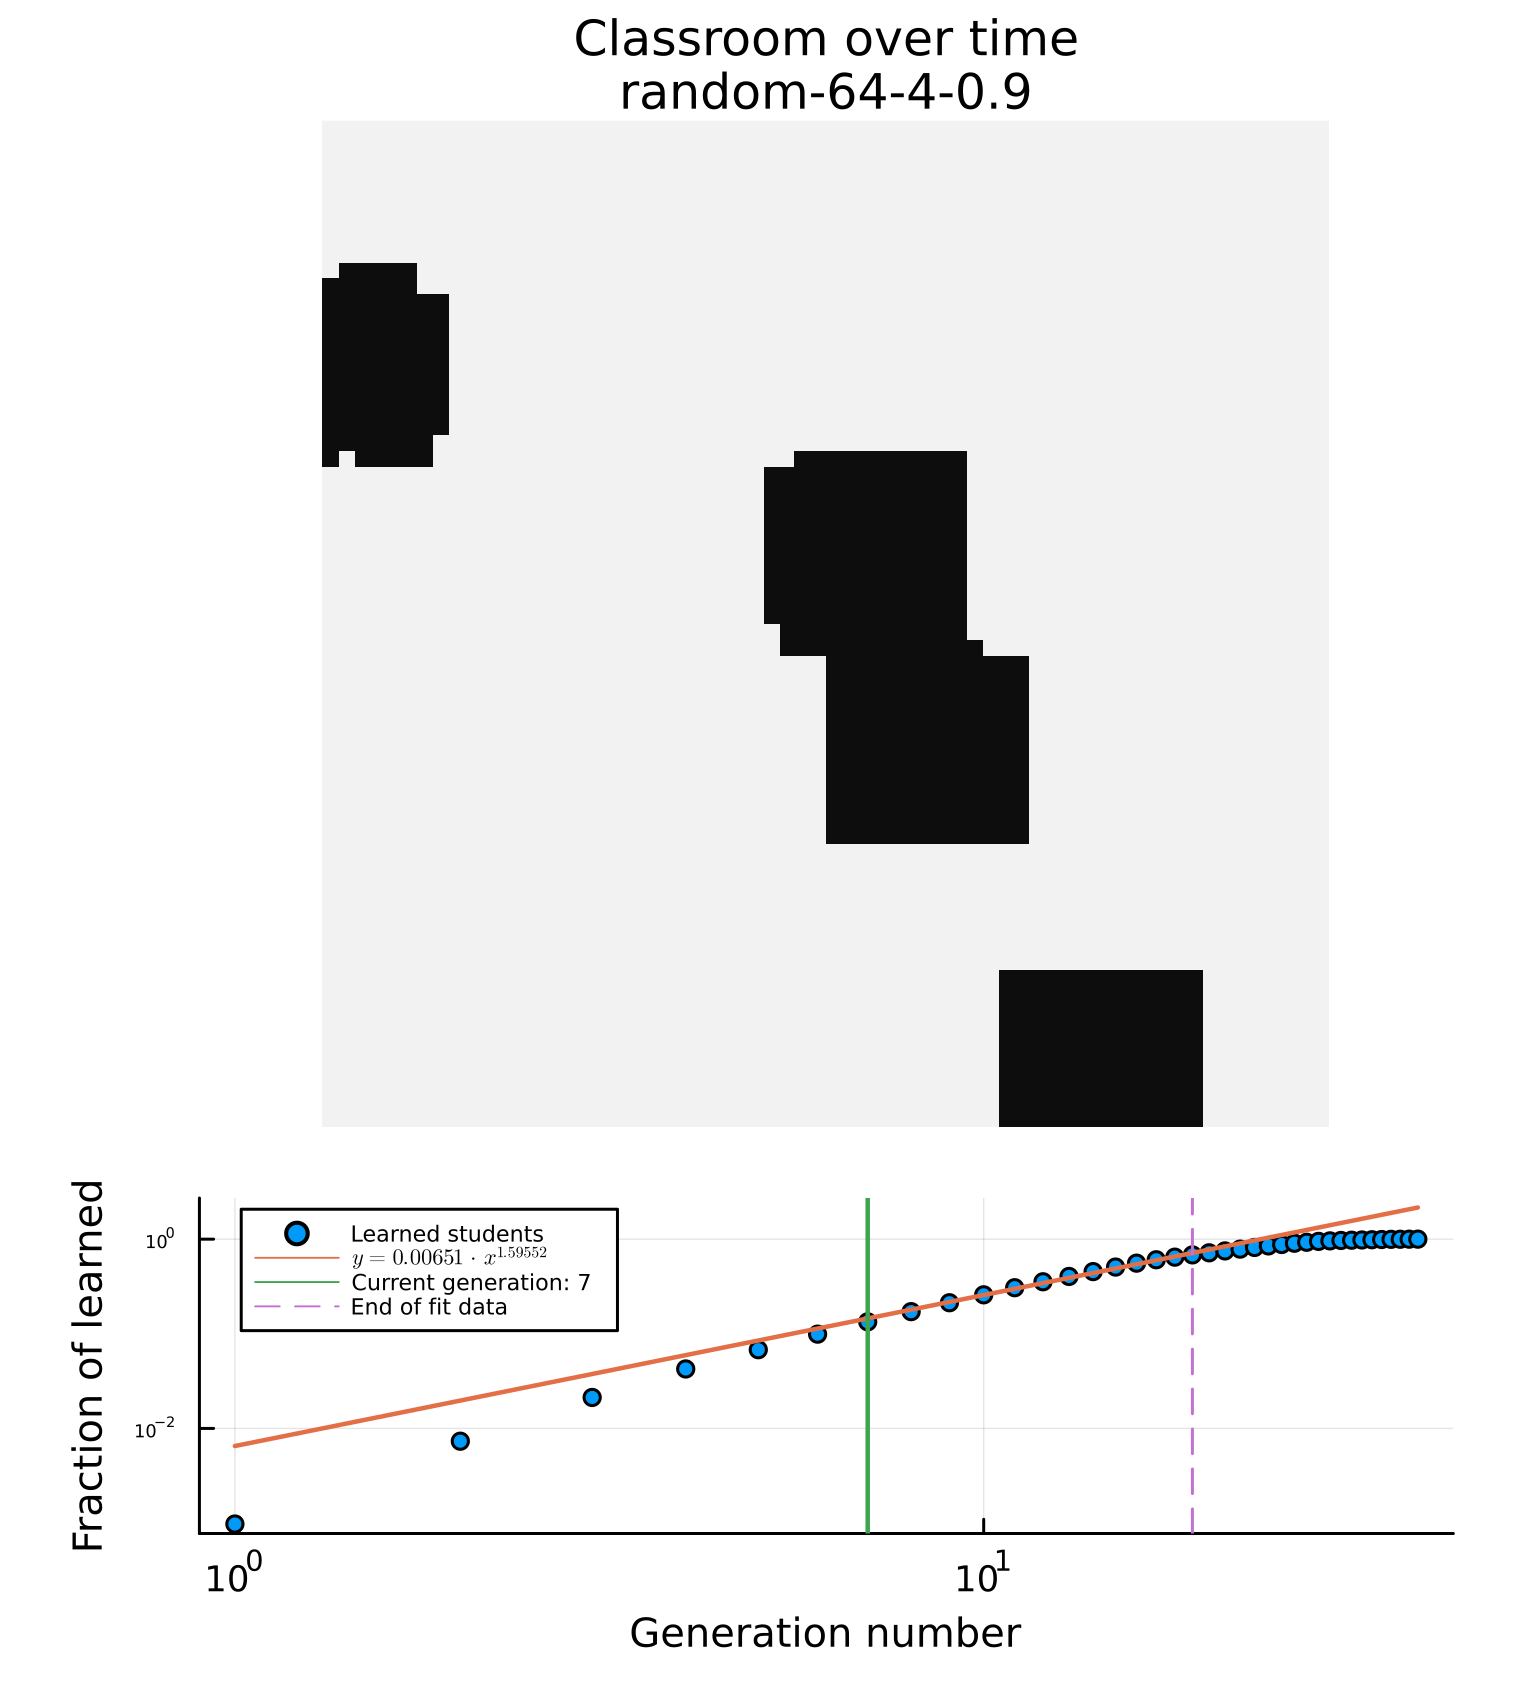 Classroom over time
random-64-4-0.9
Fraction of learned
10^0
10^−2
Learned students
y = 0.00651 · x^1.59552
Current generation: 7
End of fit data
10^0
10^1
Generation number